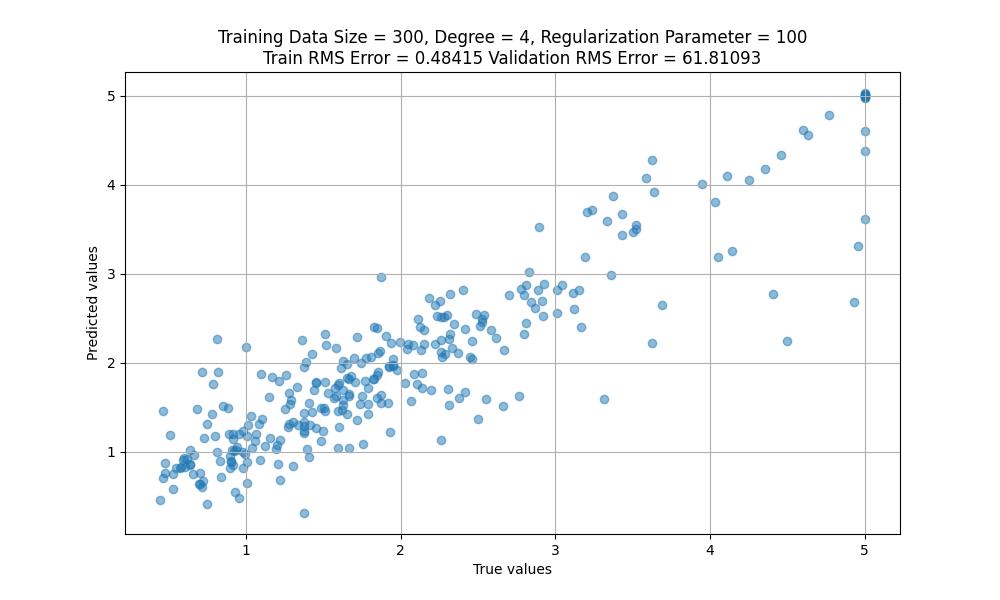 Training Data Size = 300, Degree = 4, Regularization Parameter = 100
Train RMS Error = 0.48415 Validation RMS Error = 61.81093
5
4
3
2
1
Predicted values
1 2 3 4 5
True values